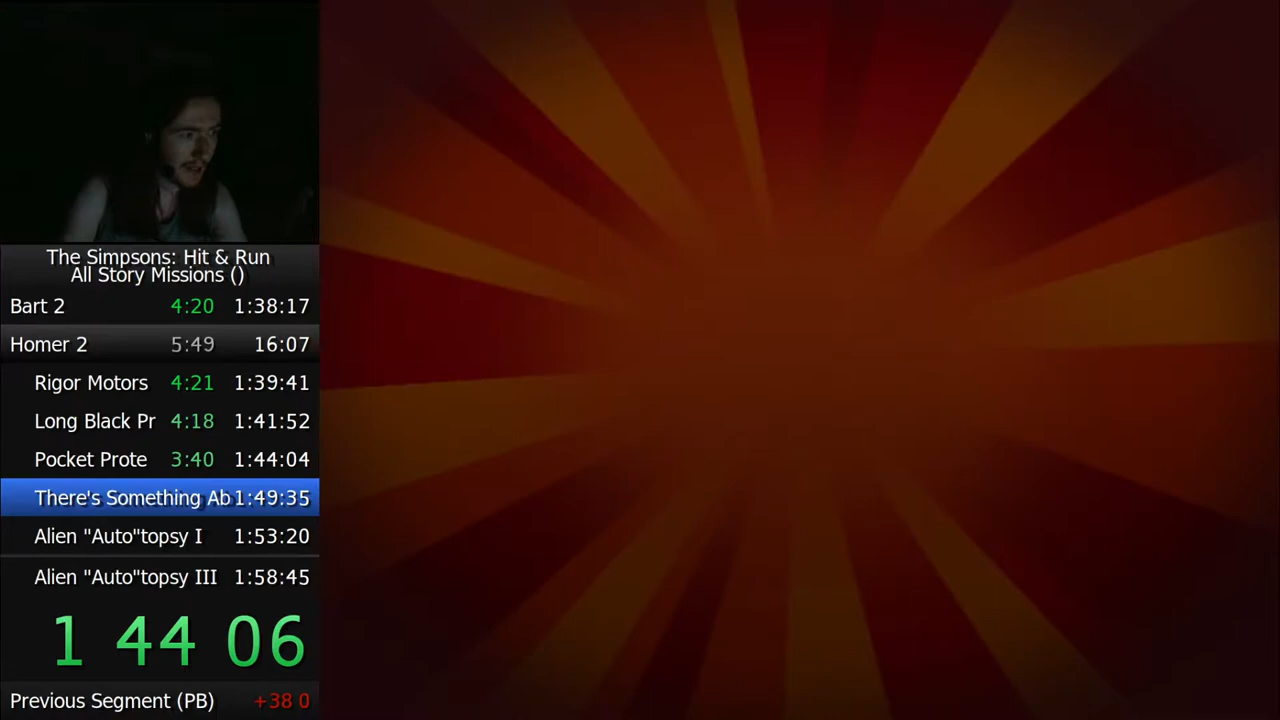 The Simpsons: Hit & Run
All Story Missions ()
Bart 2 4:20 1:38:17
Homer 2 5:49 16:07
Rigor Motors 4:21 1:39:41
Long Black Pr 4:18 1:41:52
Pocket Prote 3:40 1:44:04
There's Something Ab 1:49:35
Alien "Auto"topsy I 1:53:20
Alien "Auto"topsy III 1:58:45
1 44 06
Previous Segment (PB) +38 0